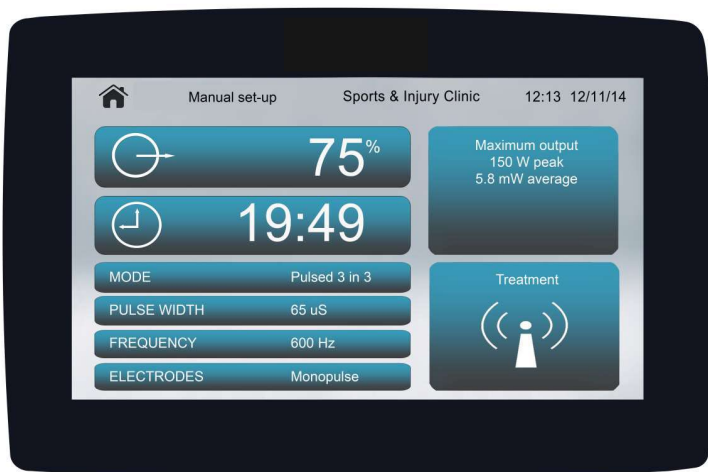 Manual set-up Sports & Injury Clinic 12:13 12/11/14
75%
19:49
MODE Pulsed 3 in 3
PULSE WIDTH 65 uS
FREQUENCY 600 Hz
ELECTRODES Monopulse
Maximum output
150 W peak
5.8 mW average
Treatment